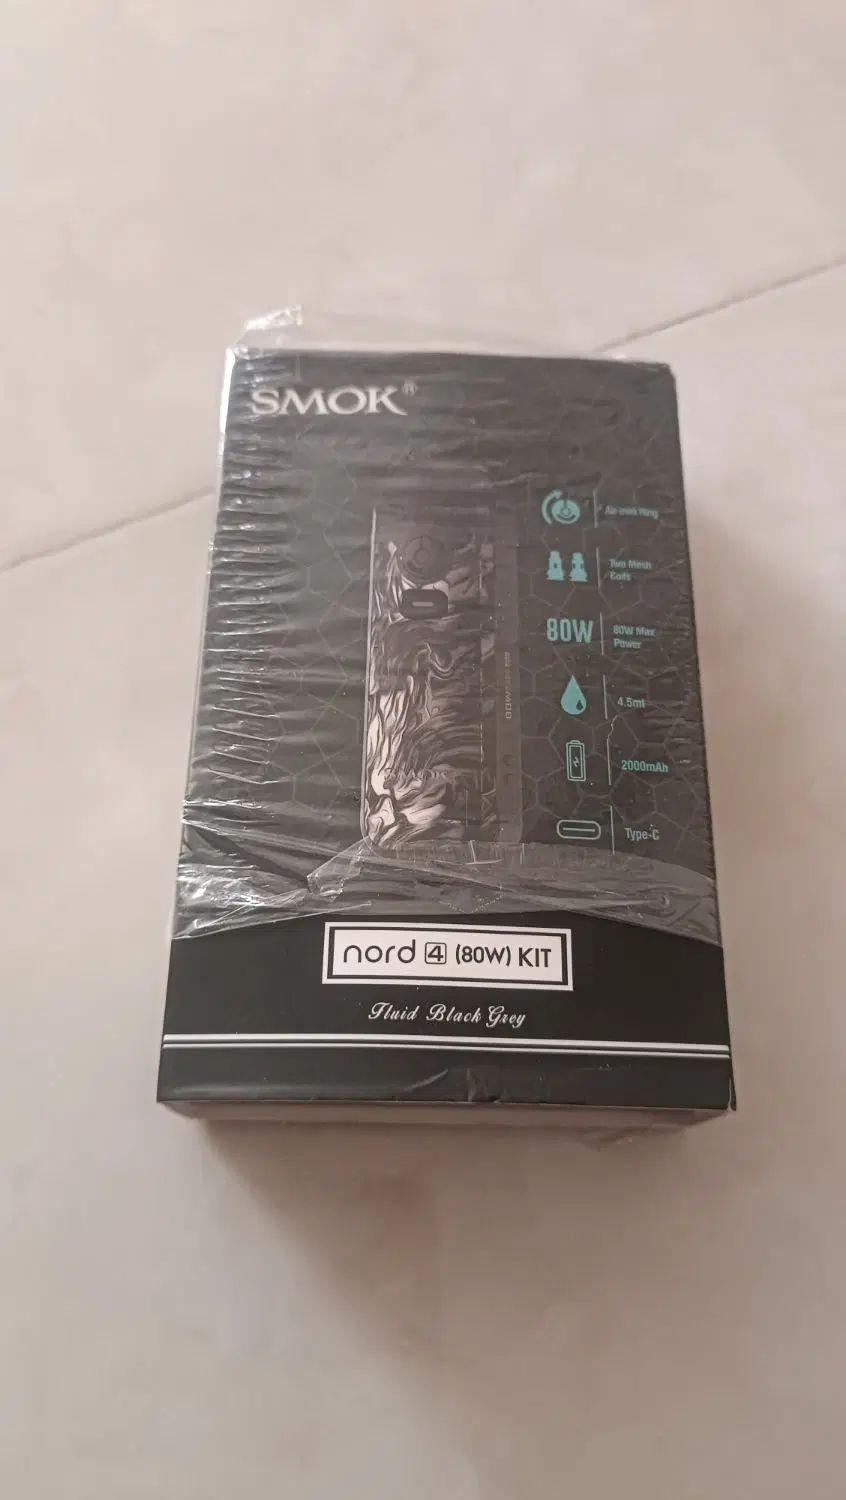 SMOK®
Air-inlet Ring
Two Mesh
Coils
80W
80W Max
Power
4.5ml
2000mAh
Type-C
nord 4 (80W) KIT
Fluid Black Grey